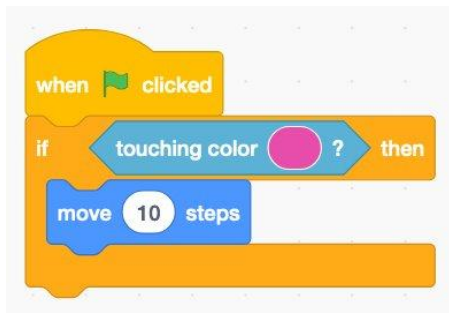 when clicked
if touching color ? then
move 10 steps